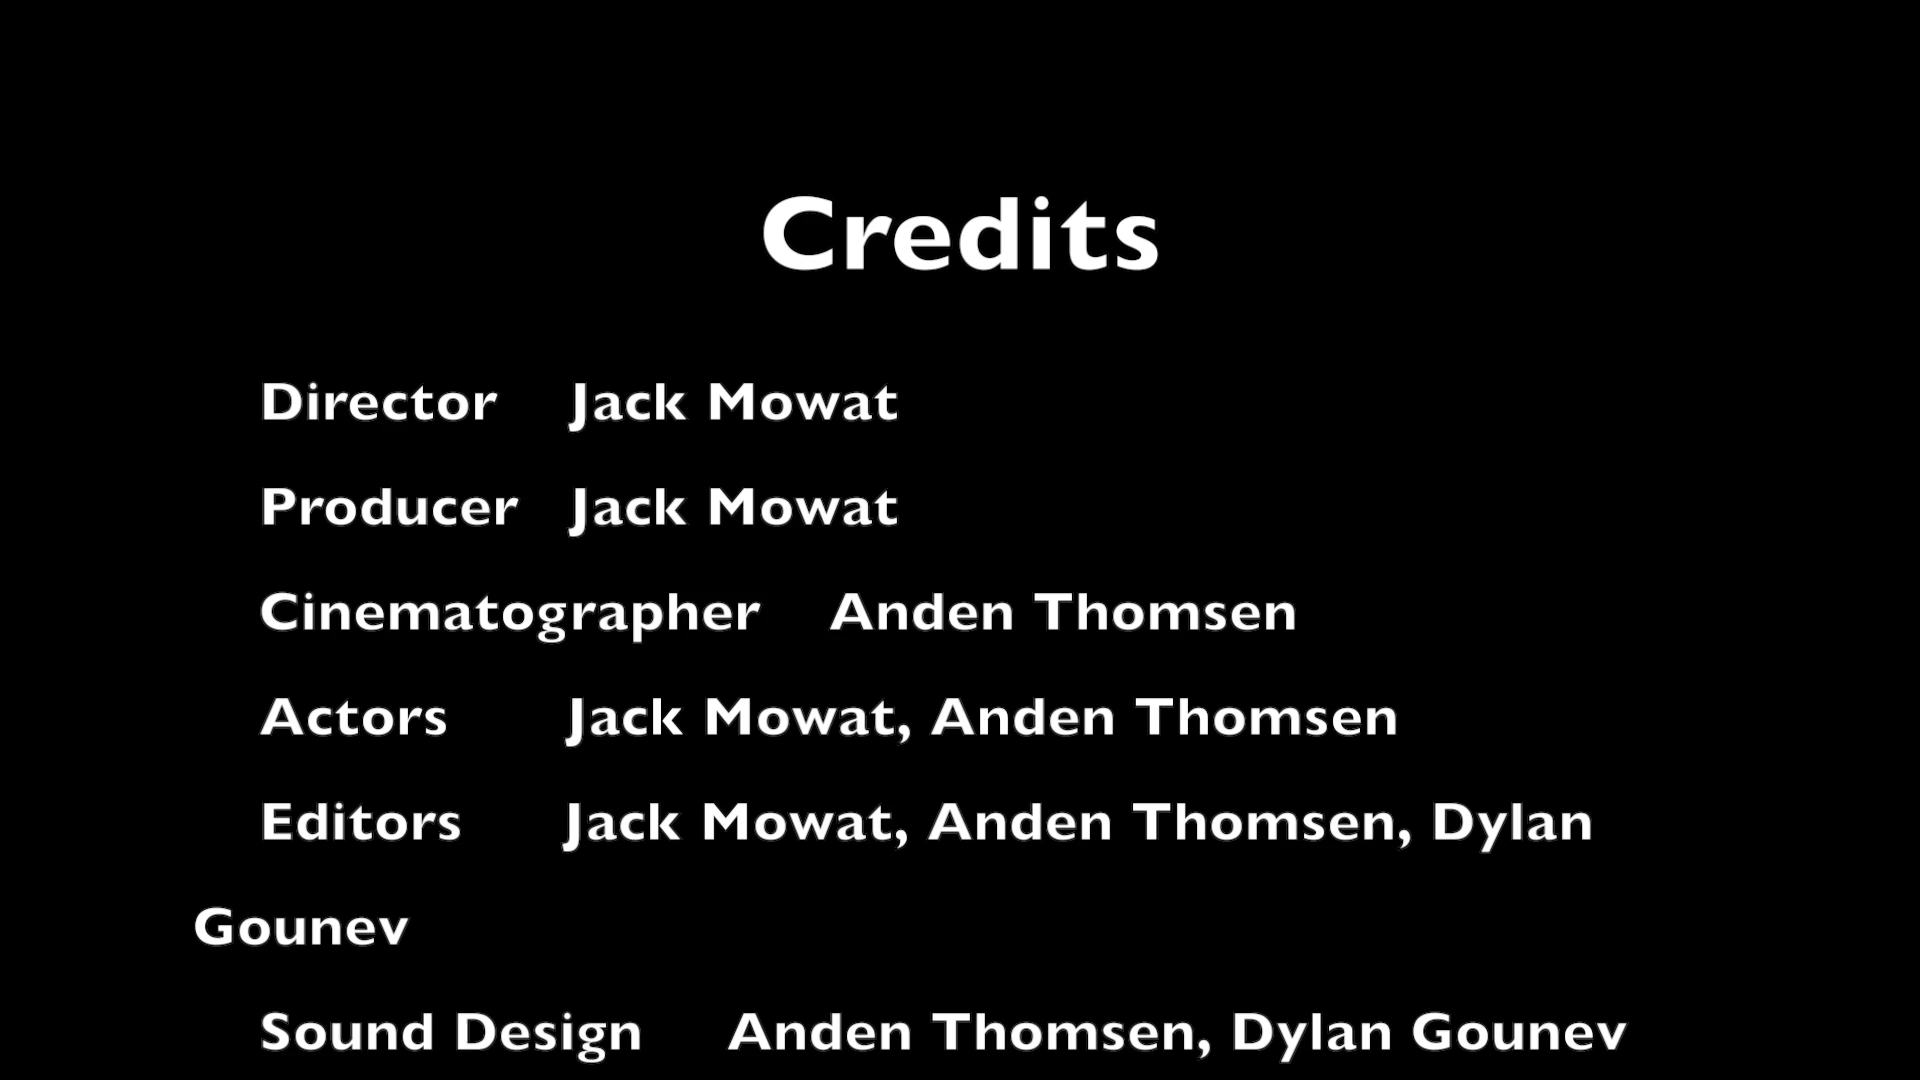 Credits
Director Jack Mowat
Producer Jack Mowat
Cinematographer Anden Thomsen
Actors Jack Mowat, Anden Thomsen
Editors Jack Mowat, Anden Thomsen, Dylan
Gounev
Sound Design Anden Thomsen, Dylan Gounev